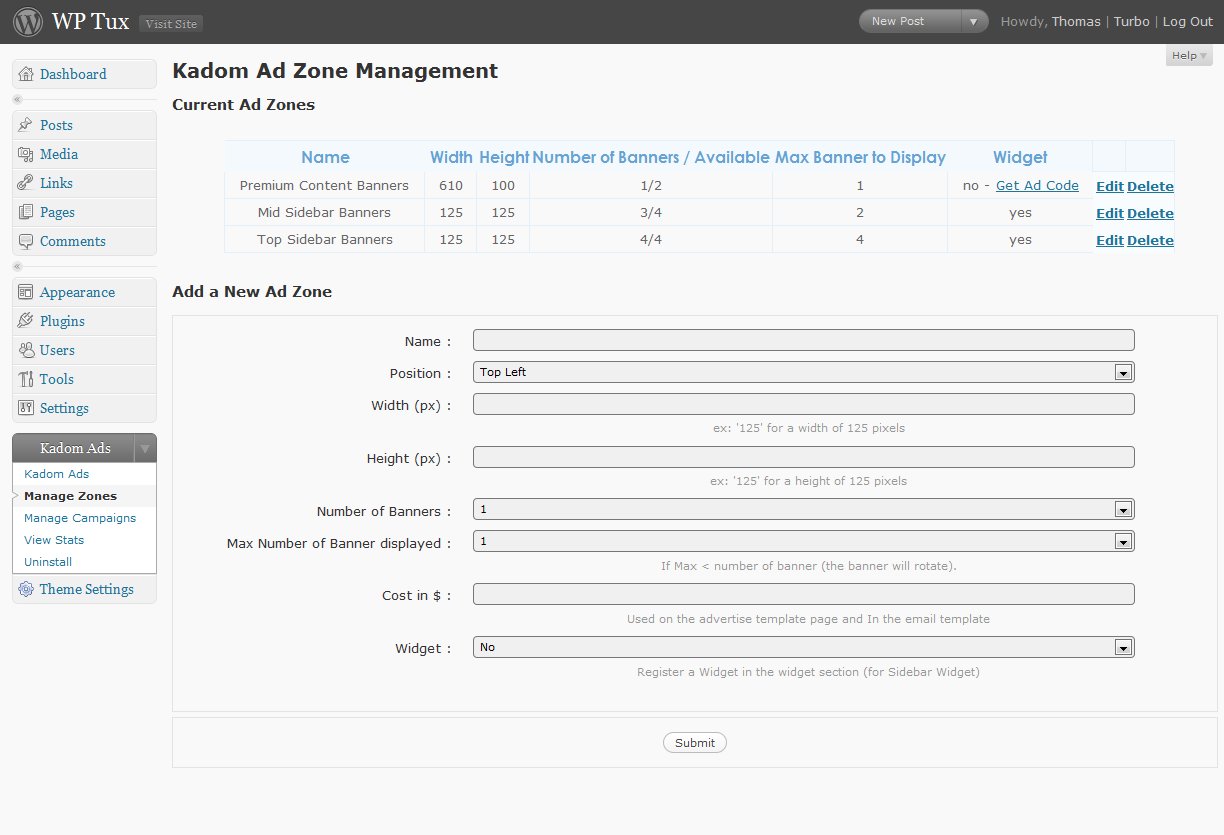 WP Tux Visit Site New Post Howdy, Thomas | Turbo | Log Out
Help
Dashboard
Posts
Media
Links
Pages
Comments
Appearance
Plugins
Users
Tools
Settings
Kadom Ads
Kadom Ads
Manage Zones
Manage Campaigns
View Stats
Uninstall
Theme Settings
Kadom Ad Zone Management
Current Ad Zones
Name Width Height Number of Banners / Available Max Banner to Display Widget
Premium Content Banners 610 100 1/2 1 no - Get Ad Code Edit Delete
Mid Sidebar Banners 125 125 3/4 2 yes Edit Delete
Top Sidebar Banners 125 125 4/4 4 yes Edit Delete
Add a New Ad Zone
Name :
Position : Top Left
Width (px) :
ex: '125' for a width of 125 pixels
Height (px) :
ex: '125' for a height of 125 pixels
Number of Banners : 1
Max Number of Banner displayed : 1
If Max < number of banner (the banner will rotate).
Cost in $ :
Used on the advertise template page and In the email template
Widget : No
Register a Widget in the widget section (for Sidebar Widget)
Submit